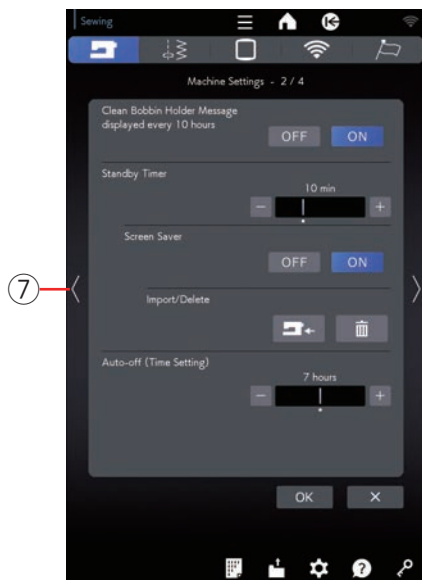 Sewing
Machine Settings - 2 / 4
Clean Bobbin Holder Message
displayed every 10 hours
OFF ON
Standby Timer
10 min
− +
Screen Saver
OFF ON
Import/Delete
Auto-off (Time Setting)
7 hours
− +
OK ×
⑦